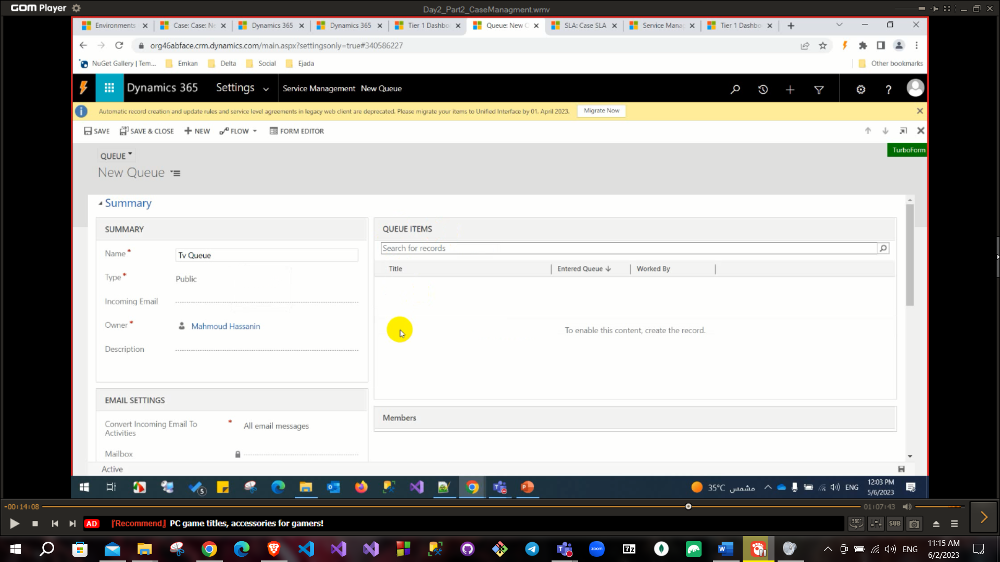 GOM Player
Day2_Part2_CaseManagment.wmv
Environments
Case: Case: Ne
Dynamics 365
Dynamics 365
Tier 1 Dashbo
Queue: New C
SLA: Case SLA
Service Mana
Tier 1 Dashbo
org46abface.crm.dynamics.com/main.aspx?settingsonly=true#340586227
NuGet Gallery | Tem...
Emkan
Delta
Social
Ejada
Other bookmarks
Dynamics 365
Settings
Service Management New Queue
Automatic record creation and update rules and service level agreements in legacy web client are deprecated. Please migrate your items to Unified Interface by 01. April 2023.
Migrate Now
SAVE
SAVE & CLOSE
NEW
FLOW
FORM EDITOR
TurboForm
QUEUE
New Queue
Summary
SUMMARY
Name*
Tv Queue
Type*
Public
Incoming Email
Owner*
Mahmoud Hassanin
Description
QUEUE ITEMS
Search for records
Title
Entered Queue
Worked By
To enable this content, create the record.
EMAIL SETTINGS
Convert Incoming Email To Activities
*
All email messages
Mailbox
Members
Active
5
35°C مشمس
ENG
12:03 PM
5/6/2023
-00:14:08
01:07:43
AD
『Recommend』 PC game titles, accessories for gamers!
360°
SUB
zoom
7z
ENG
11:15 AM
6/2/2023